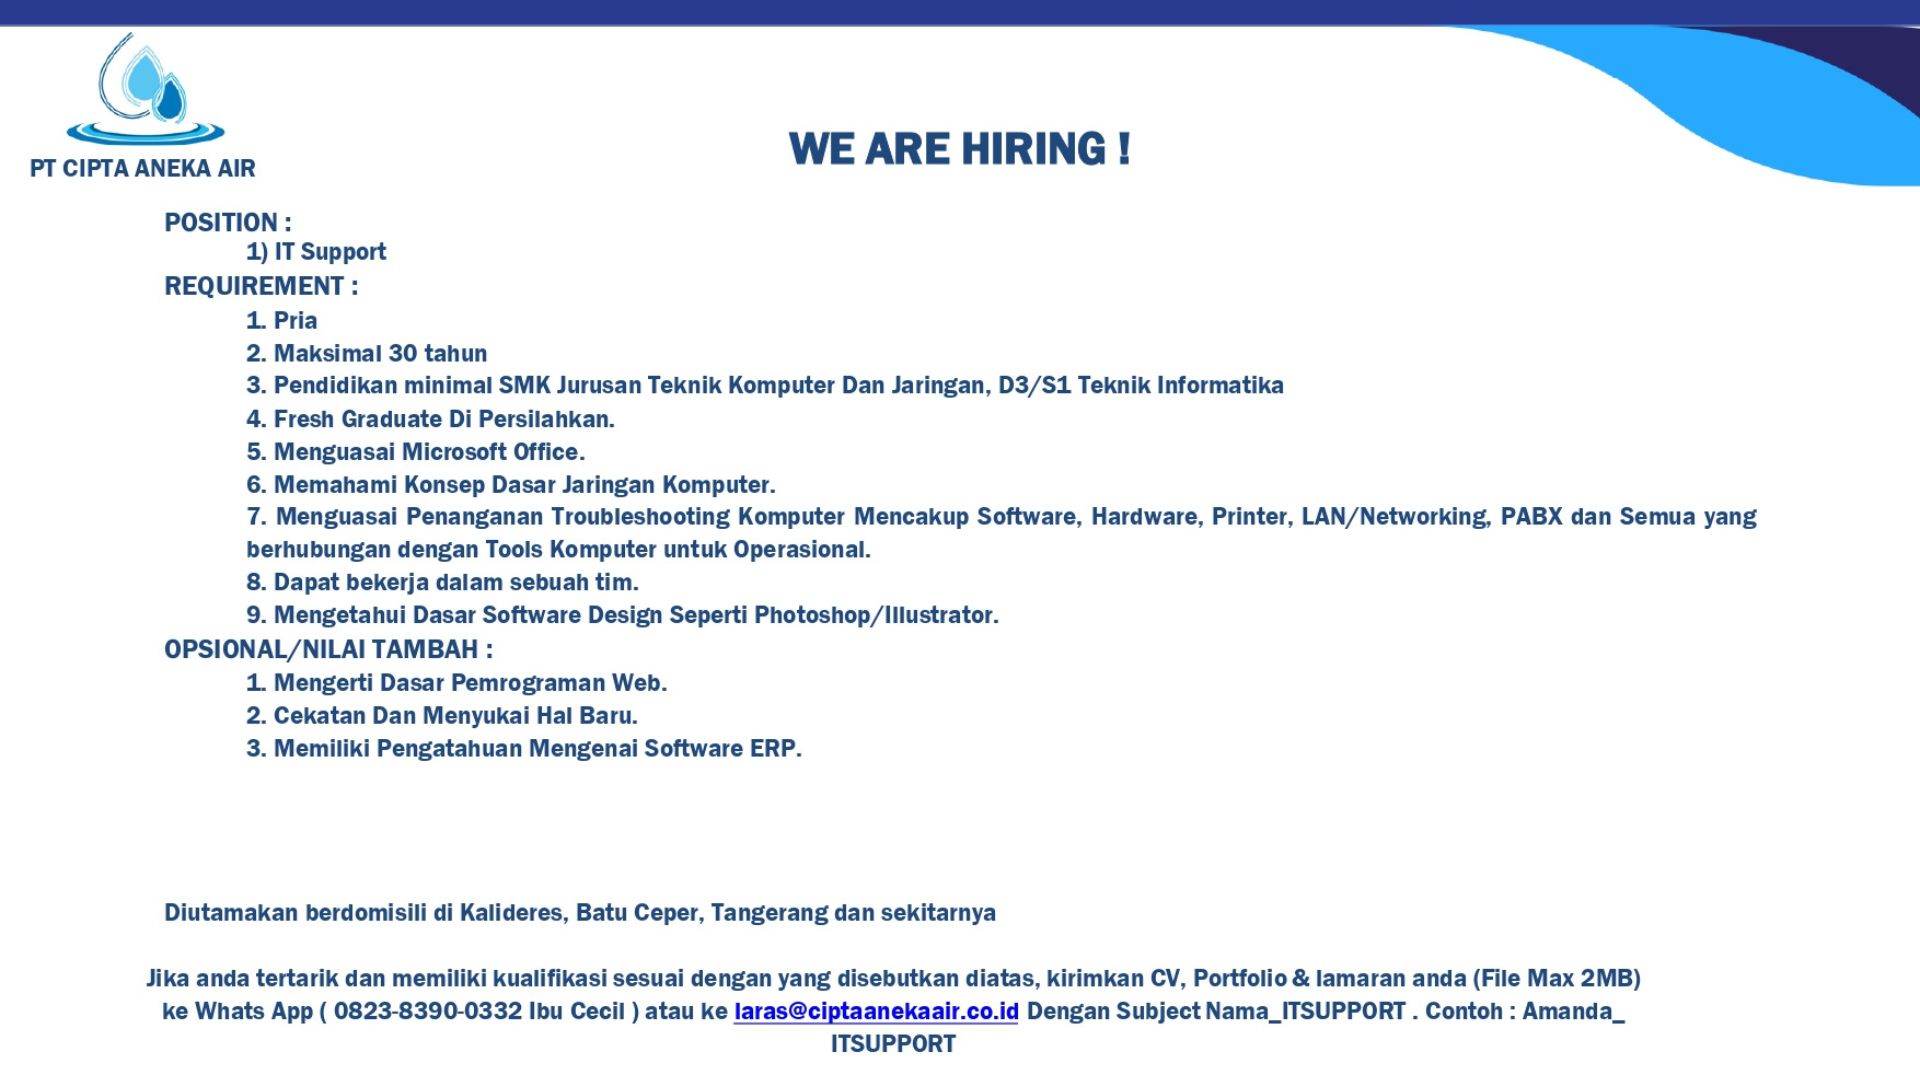 PT CIPTA ANEKA AIR
WE ARE HIRING !
POSITION :
1) IT Support
REQUIREMENT :
1. Pria
2. Maksimal 30 tahun
3. Pendidikan minimal SMK Jurusan Teknik Komputer Dan Jaringan, D3/S1 Teknik Informatika
4. Fresh Graduate Di Persilahkan.
5. Menguasai Microsoft Office.
6. Memahami Konsep Dasar Jaringan Komputer.
7. Menguasai Penanganan Troubleshooting Komputer Mencakup Software, Hardware, Printer, LAN/Networking, PABX dan Semua yang
berhubungan dengan Tools Komputer untuk Operasional.
8. Dapat bekerja dalam sebuah tim.
9. Mengetahui Dasar Software Design Seperti Photoshop/Illustrator.
OPSIONAL/NILAI TAMBAH :
1. Mengerti Dasar Pemrograman Web.
2. Cekatan Dan Menyukai Hal Baru.
3. Memiliki Pengatahuan Mengenai Software ERP.
Diutamakan berdomisili di Kalideres, Batu Ceper, Tangerang dan sekitarnya
Jika anda tertarik dan memiliki kualifikasi sesuai dengan yang disebutkan diatas, kirimkan CV, Portfolio & lamaran anda (File Max 2MB)
ke Whats App ( 0823-8390-0332 Ibu Cecil ) atau ke laras@ciptaanekaair.co.id Dengan Subject Nama_ITSUPPORT . Contoh : Amanda_
ITSUPPORT